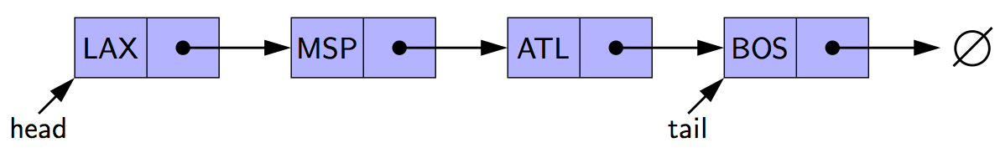 LAX MSP ATL BOS ∅
head tail